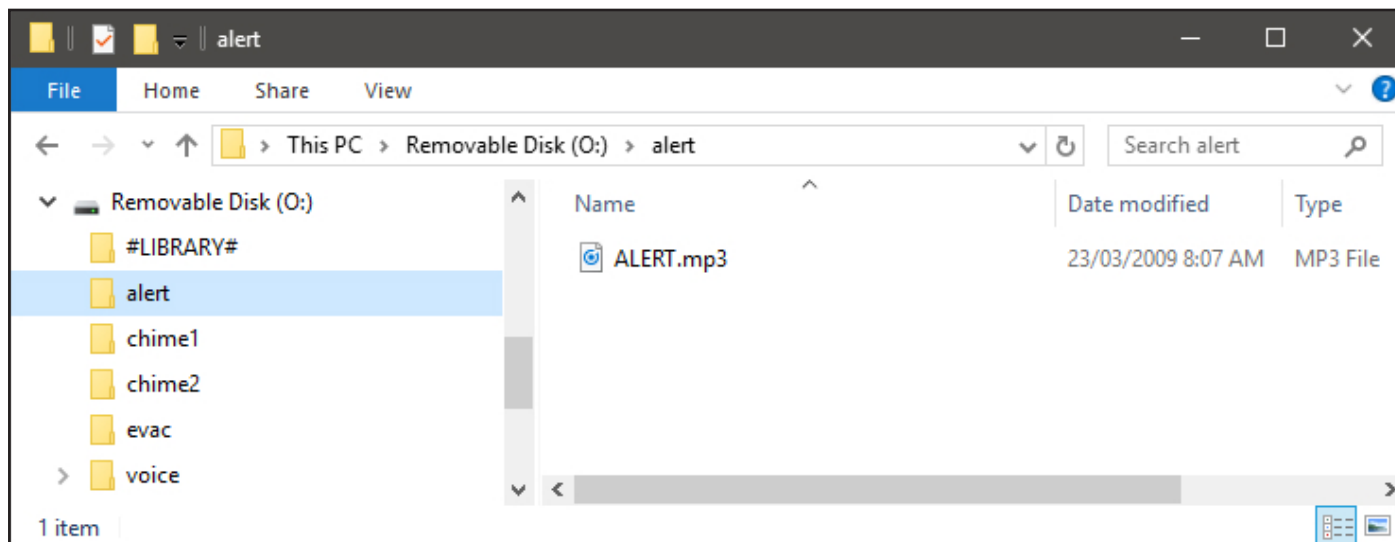 alert
File Home Share View
This PC > Removable Disk (O:) > alert Search alert
Removable Disk (O:) Name Date modified Type
#LIBRARY# ALERT.mp3 23/03/2009 8:07 AM MP3 File
alert
chime1
chime2
evac
voice
1 item